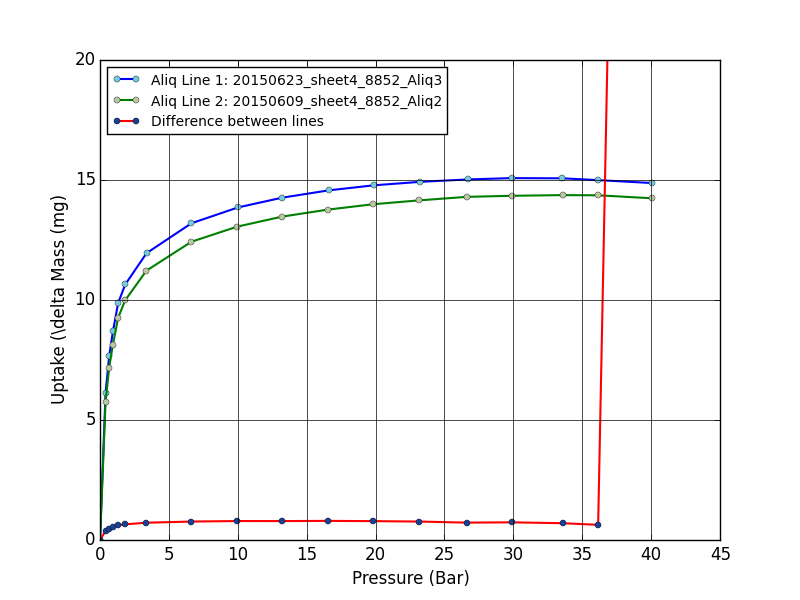 Aliq Line 1: 20150623_sheet4_8852_Aliq3
Aliq Line 2: 20150609_sheet4_8852_Aliq2
Difference between lines
20
15
10
5
0
Uptake (\delta Mass (mg)
0 5 10 15 20 25 30 35 40 45
Pressure (Bar)